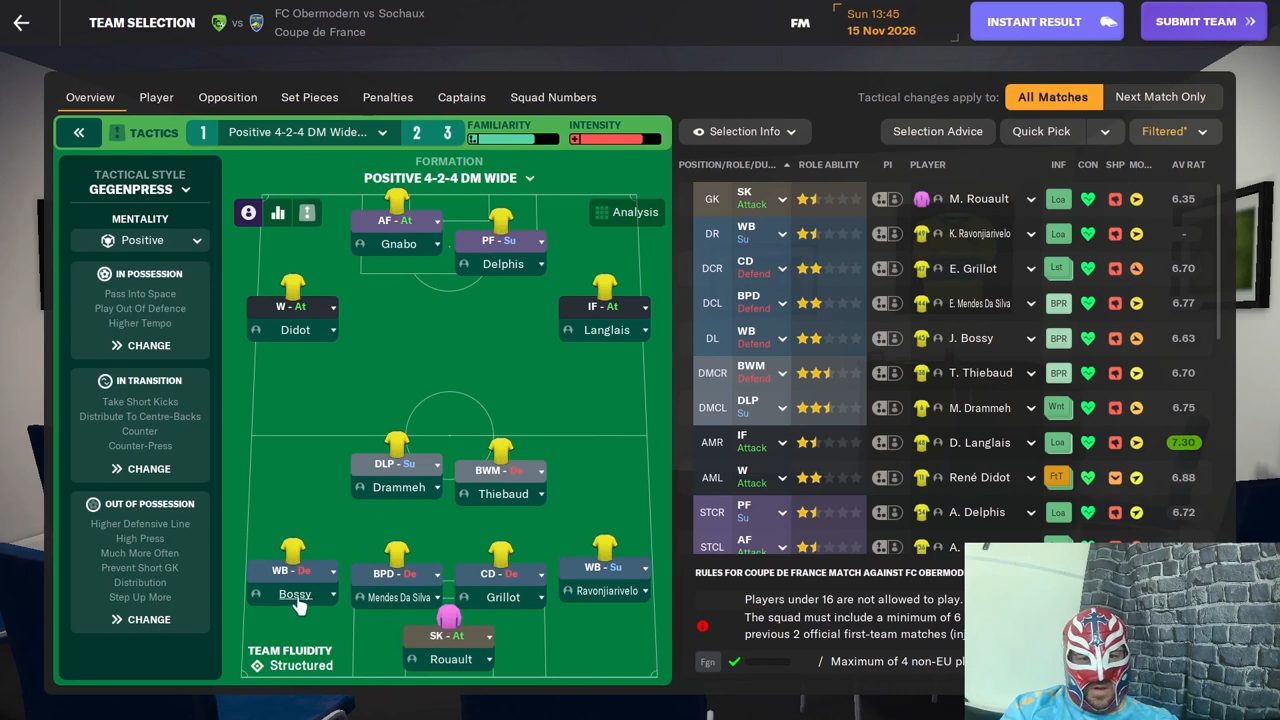 TEAM SELECTION
vs
FC Obermodern vs Sochaux
Coupe de France
FM
Sun 13:45
15 Nov 2026
INSTANT RESULT
SUBMIT TEAM
Overview
Player
Opposition
Set Pieces
Penalties
Captains
Squad Numbers
Tactical changes apply to:
All Matches
Next Match Only
TACTICS
1
Positive 4-2-4 DM Wide...
2
3
FAMILIARITY
INTENSITY
Selection Info
Selection Advice
Quick Pick
Filtered*
TACTICAL STYLE
GEGENPRESS
MENTALITY
Positive
IN POSSESSION
Pass Into Space
Play Out Of Defence
Higher Tempo
CHANGE
IN TRANSITION
Take Short Kicks
Distribute To Centre-Backs
Counter
Counter-Press
CHANGE
OUT OF POSSESSION
Higher Defensive Line
High Press
Much More Often
Prevent Short GK
Distribution
Step Up More
CHANGE
FORMATION
POSITIVE 4-2-4 DM WIDE
Analysis
AF - At
Gnabo
PF - Su
Delphis
W - At
Didot
IF - At
Langlais
DLP - Su
Drammeh
BWM - De
Thiebaud
WB - De
Bossy
BPD - De
Mendes Da Silva
CD - De
Grillot
WB - Su
Ravonjiarivelo
SK - At
Rouault
TEAM FLUIDITY
Structured
POSITION/ROLE/DU... ROLE ABILITY PI PLAYER INF CON SHP MO... AV RAT
GK SK Attack M. Rouault Loa 6.35
DR WB Su K. Ravonjiarivelo Loa -
DCR CD Defend E. Grillot Lst 6.70
DCL BPD Defend E. Mendes Da Silva BPR 6.77
DL WB Defend J. Bossy BPR 6.63
DMCR BWM Defend T. Thiebaud BPR 6.70
DMCL DLP Su M. Drammeh Wnt 6.75
AMR IF Attack D. Langlais Loa 7.30
AML W Attack René Didot FtT 6.88
STCR PF Su A. Delphis Loa 6.72
STCL AF Attack A.
RULES FOR COUPE DE FRANCE MATCH AGAINST FC OBERMODERN
Players under 16 are not allowed to play.
The squad must include a minimum of 6
previous 2 official first-team matches (in
Fgn / Maximum of 4 non-EU pl